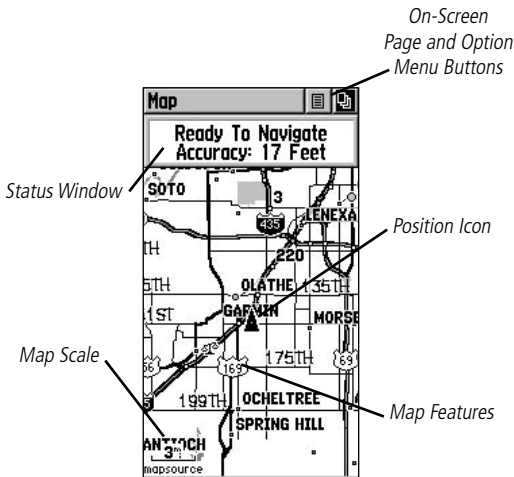 On-Screen
Page and Option
Menu Buttons
Map
Ready To Navigate
Accuracy: 17 Feet
Status Window
SOTO
3
435
LENEXA
Position Icon
220
TH
5TH
OLATHE
135TH
1ST
GARMIN
MORSE
Map Scale
56
169
175TH
69
199TH
OCHELTREE
Map Features
SPRING HILL
ANTIOCH
3
mapsource